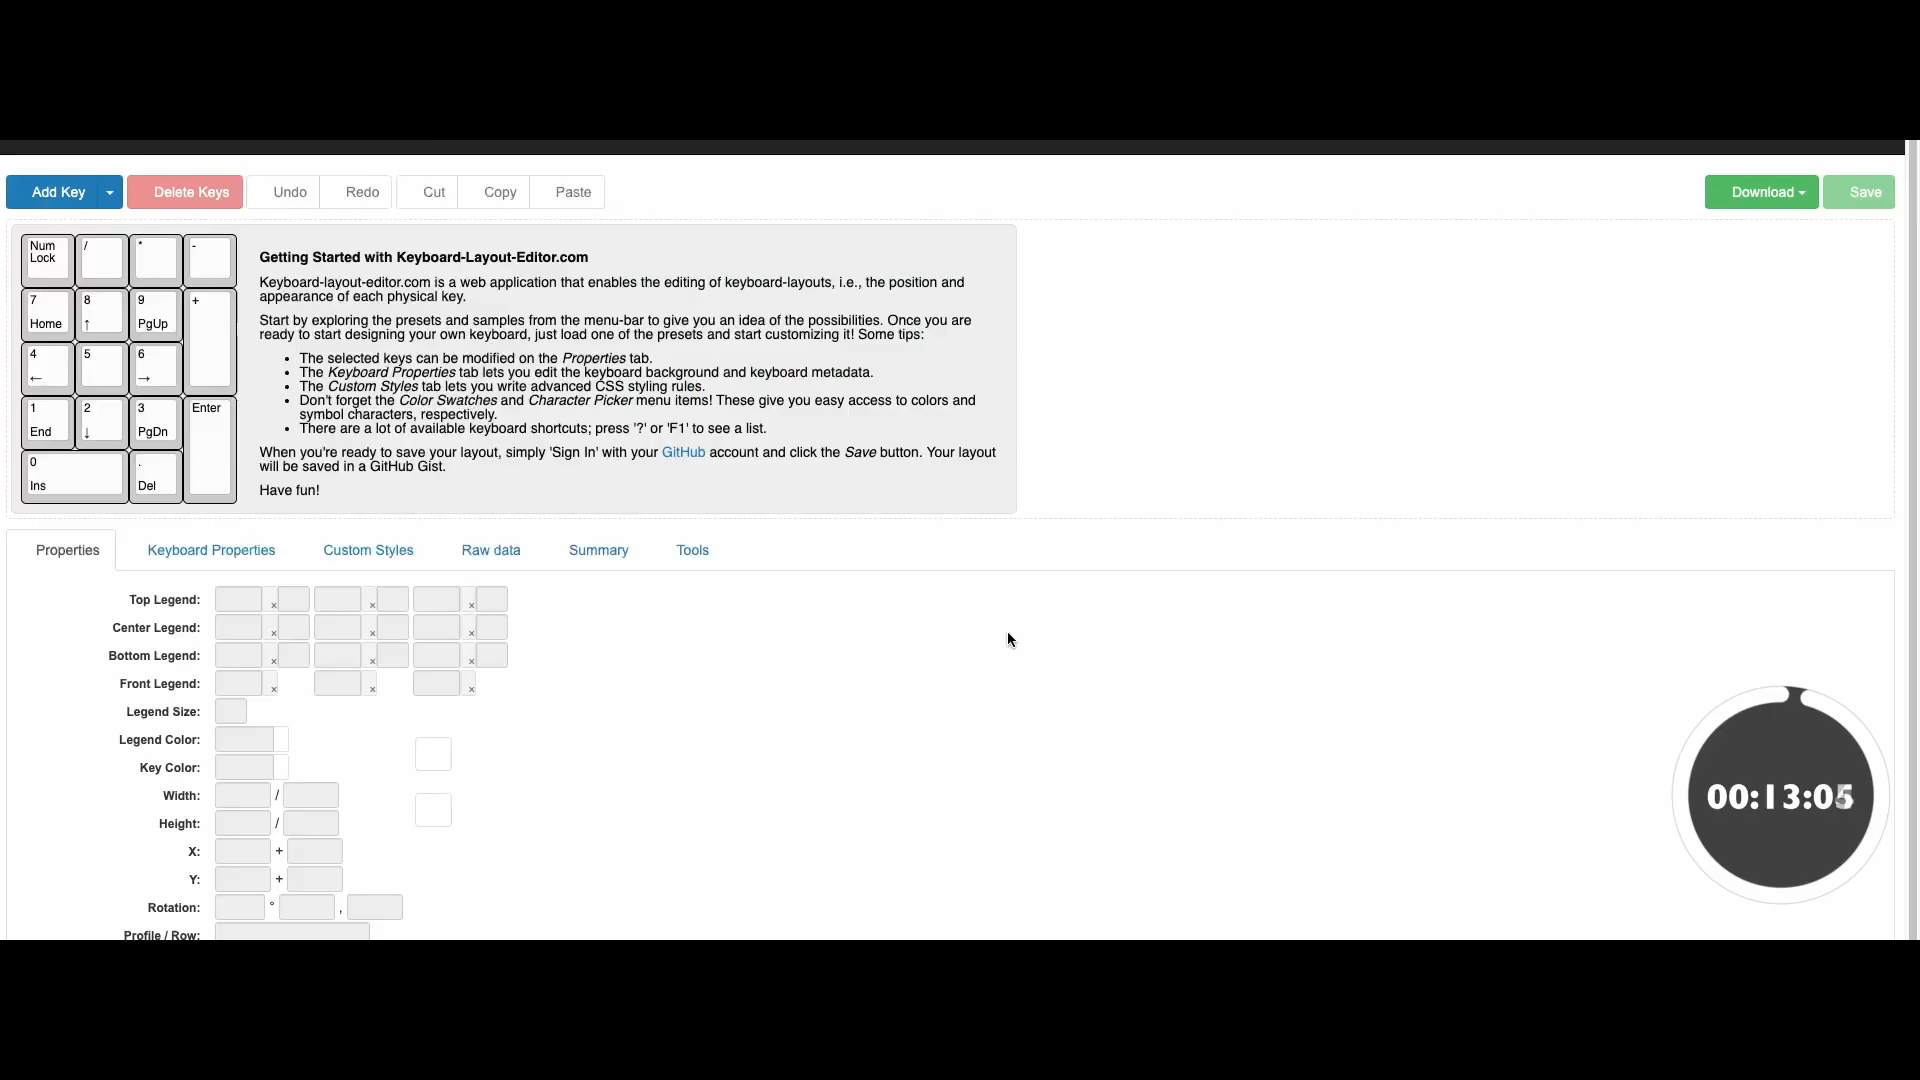 Add Key
Delete Keys
Undo
Redo
Cut
Copy
Paste
Download
Save
Num Lock
/
*
-
7 Home
8 ↑
9 PgUp
+
4 ←
5
6 →
1 End
2 ↓
3 PgDn
Enter
0 Ins
. Del
Getting Started with Keyboard-Layout-Editor.com
Keyboard-layout-editor.com is a web application that enables the editing of keyboard-layouts, i.e., the position and
appearance of each physical key.
Start by exploring the presets and samples from the menu-bar to give you an idea of the possibilities. Once you are
ready to start designing your own keyboard, just load one of the presets and start customizing it! Some tips:
• The selected keys can be modified on the Properties tab.
• The Keyboard Properties tab lets you edit the keyboard background and keyboard metadata.
• The Custom Styles tab lets you write advanced CSS styling rules.
• Don't forget the Color Swatches and Character Picker menu items! These give you easy access to colors and
symbol characters, respectively.
• There are a lot of available keyboard shortcuts; press '?' or 'F1' to see a list.
When you're ready to save your layout, simply 'Sign In' with your GitHub account and click the Save button. Your layout
will be saved in a GitHub Gist.
Have fun!
Properties
Keyboard Properties
Custom Styles
Raw data
Summary
Tools
Top Legend: × × ×
Center Legend: × × ×
Bottom Legend: × × ×
Front Legend: × × ×
Legend Size:
Legend Color:
Key Color:
Width: /
Height: /
X: +
Y: +
Rotation: ° ,
Profile / Row:
00:13:05